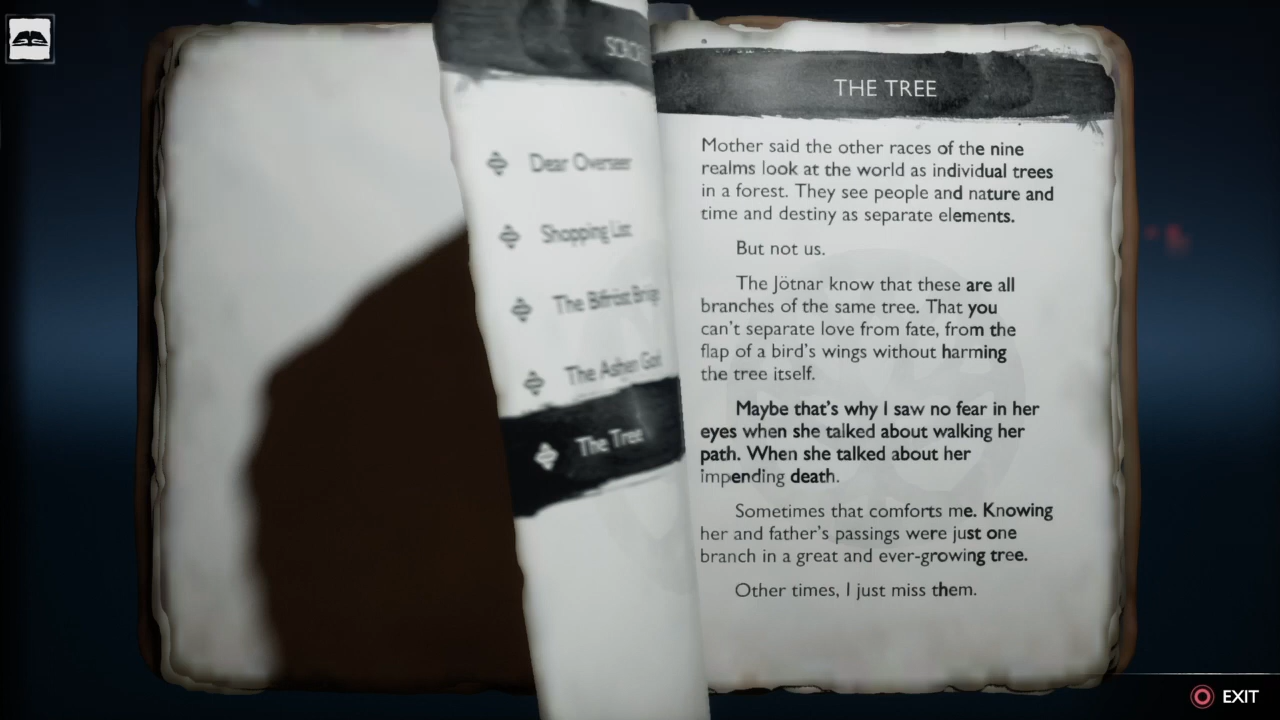 Dear Overseer
Shopping List
The Bifröst Brige
The Ashen God
The Tree
THE TREE
Mother said the other races of the nine
realms look at the world as individual trees
in a forest. They see people and nature and
time and destiny as separate elements.
But not us.
The Jötnar know that these are all
branches of the same tree. That you
can't separate love from fate, from the
flap of a bird's wings without harming
the tree itself.
Maybe that's why I saw no fear in her
eyes when she talked about walking her
path. When she talked about her
impending death.
Sometimes that comforts me. Knowing
her and father's passings were just one
branch in a great and ever-growing tree.
Other times, I just miss them.
EXIT